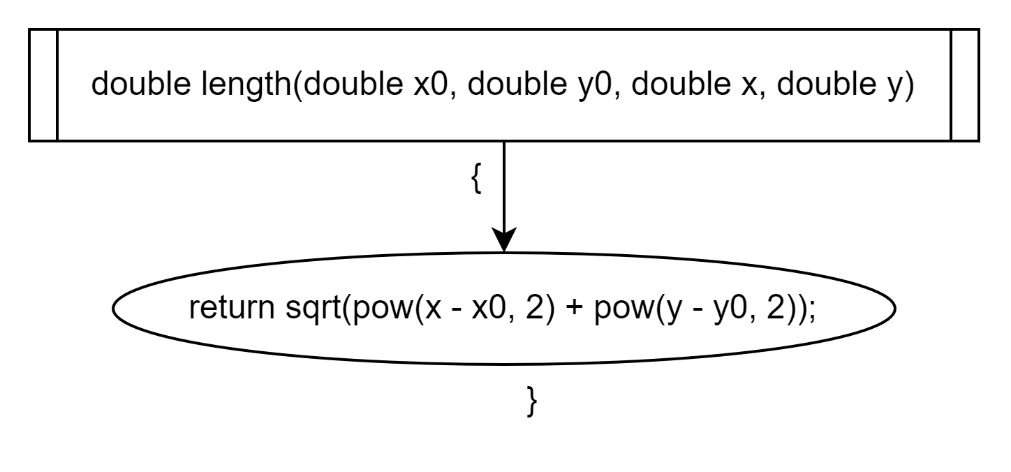 double length(double x0, double y0, double x, double y)
{
return sqrt(pow(x - x0, 2) + pow(y - y0, 2));
}